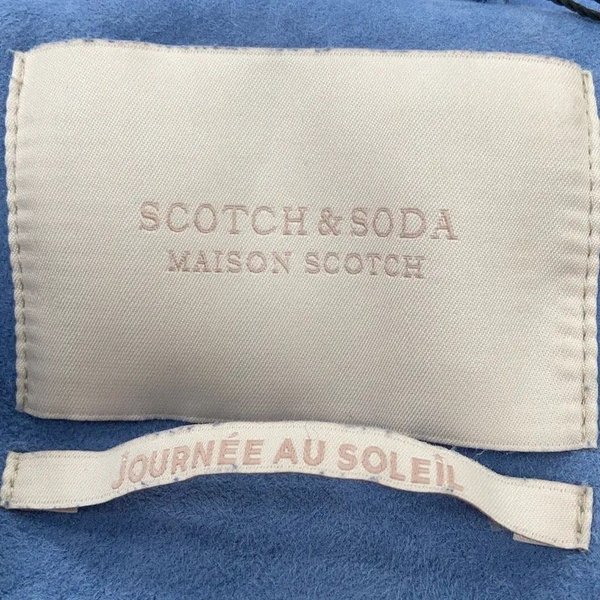 SCOTCH & SODA
MAISON SCOTCH
JOURNÉE AU SOLEIL